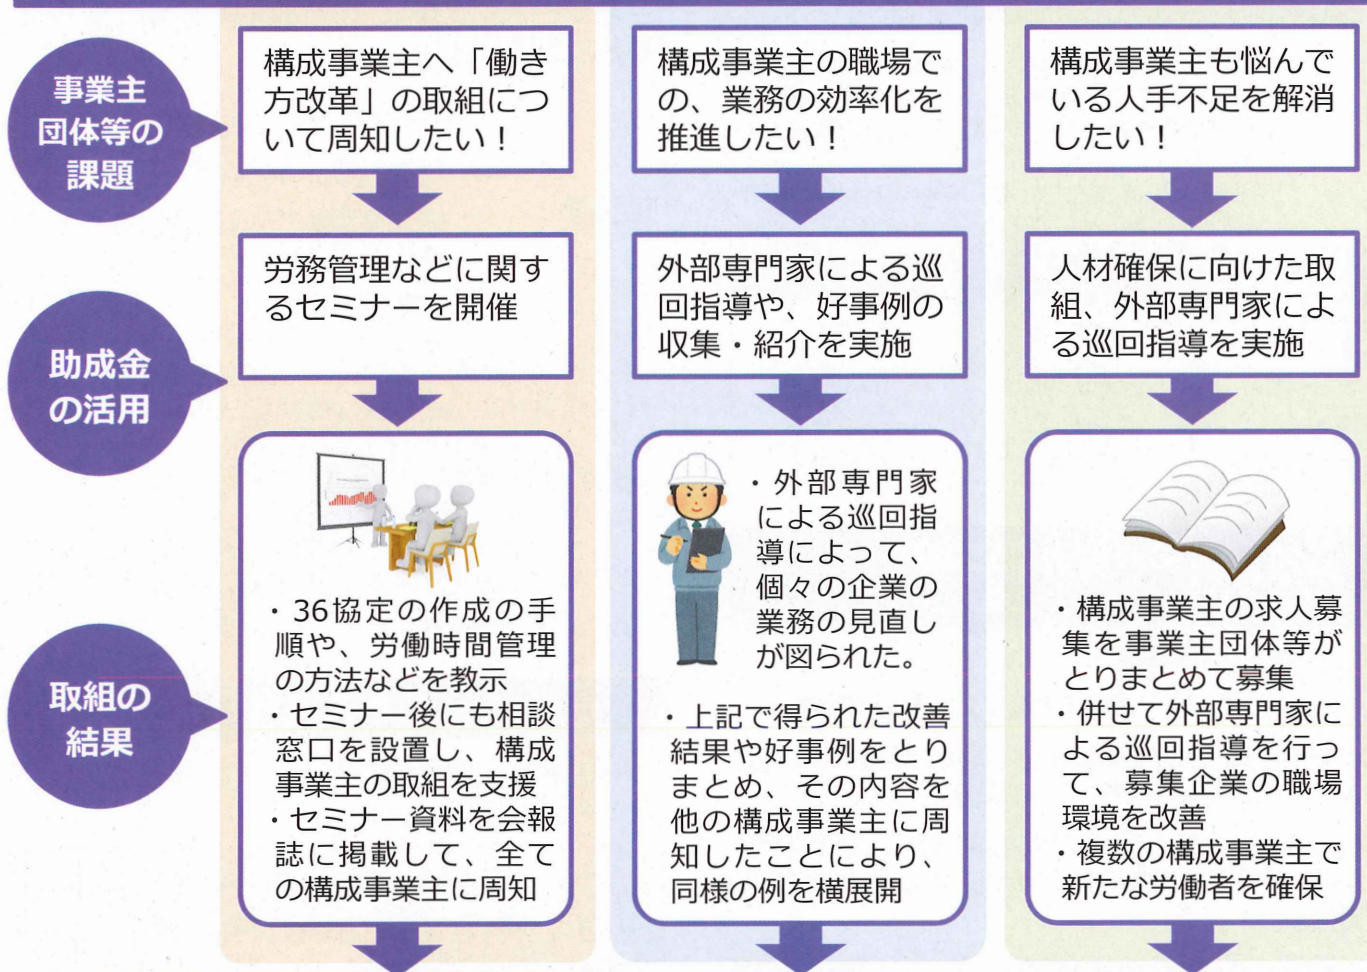 事業主
団体等の
課題
構成事業主へ「働き
方改革」の取組につ
いて周知したい！
構成事業主の職場で
の、業務の効率化を
推進したい！
構成事業主も悩んで
いる人手不足を解消
したい！
助成金
の活用
労務管理などに関す
るセミナーを開催
外部専門家による巡
回指導や、好事例の
収集・紹介を実施
人材確保に向けた取
組、外部専門家によ
る巡回指導を実施
取組の
結果
・36協定の作成の手
順や、労働時間管理
の方法などを教示
・セミナー後にも相談
窓口を設置し、構成
事業主の取組を支援
・セミナー資料を会報
誌に掲載して、全て
の構成事業主に周知
・外部専門家
による巡回指
導によって、
個々の企業の
業務の見直し
が図られた。
・上記で得られた改善
結果や好事例をとり
まとめ、その内容を
他の構成事業主に周
知したことにより、
同様の例を横展開
・構成事業主の求人募
集を事業主団体等が
とりまとめて募集
・併せて外部専門家に
よる巡回指導を行っ
て、募集企業の職場
環境を改善
・複数の構成事業主で
新たな労働者を確保